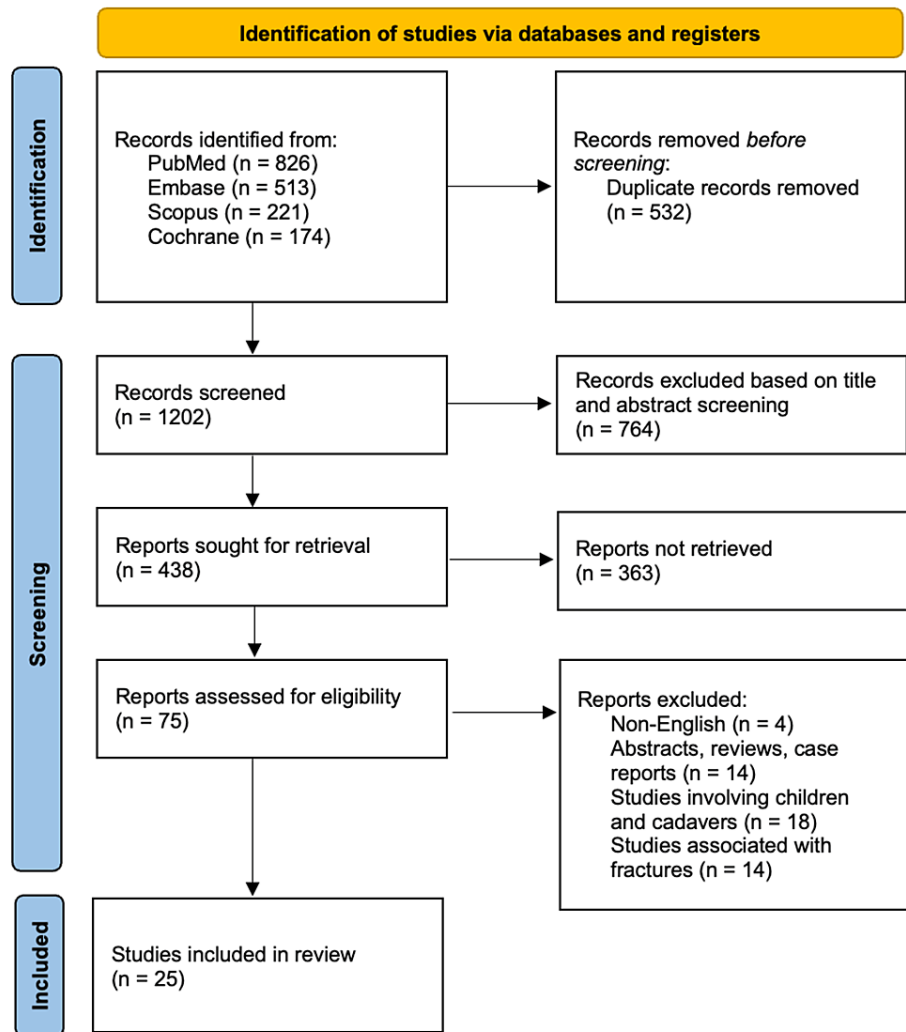 Identification of studies via databases and registers
Identification
Records identified from:
PubMed (n = 826)
Embase (n = 513)
Scopus (n = 221)
Cochrane (n = 174)
Records removed before
screening:
Duplicate records removed
(n = 532)
Screening
Records screened
(n = 1202)
Records excluded based on title
and abstract screening
(n = 764)
Reports sought for retrieval
(n = 438)
Reports not retrieved
(n = 363)
Reports assessed for eligibility
(n = 75)
Reports excluded:
Non-English (n = 4)
Abstracts, reviews, case
reports (n = 14)
Studies involving children
and cadavers (n = 18)
Studies associated with
fractures (n = 14)
Included
Studies included in review
(n = 25)